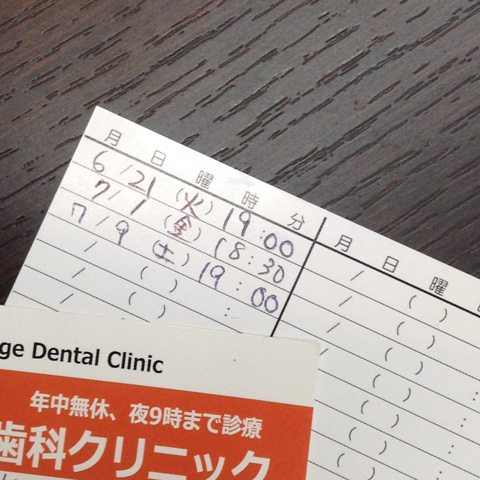 月 日 曜 時 分
6/21 (火) 19:00
7/1 (金) 18:30
7/9 (土) 19:00
/ ( ) :
/ ( ) :
月 日 曜
/ ( )
/ ( )
/ ( )
/ ( ) :
( ) :
( )
( )
( )
ge Dental Clinic
年中無休、夜9時まで診療
歯科クリニック